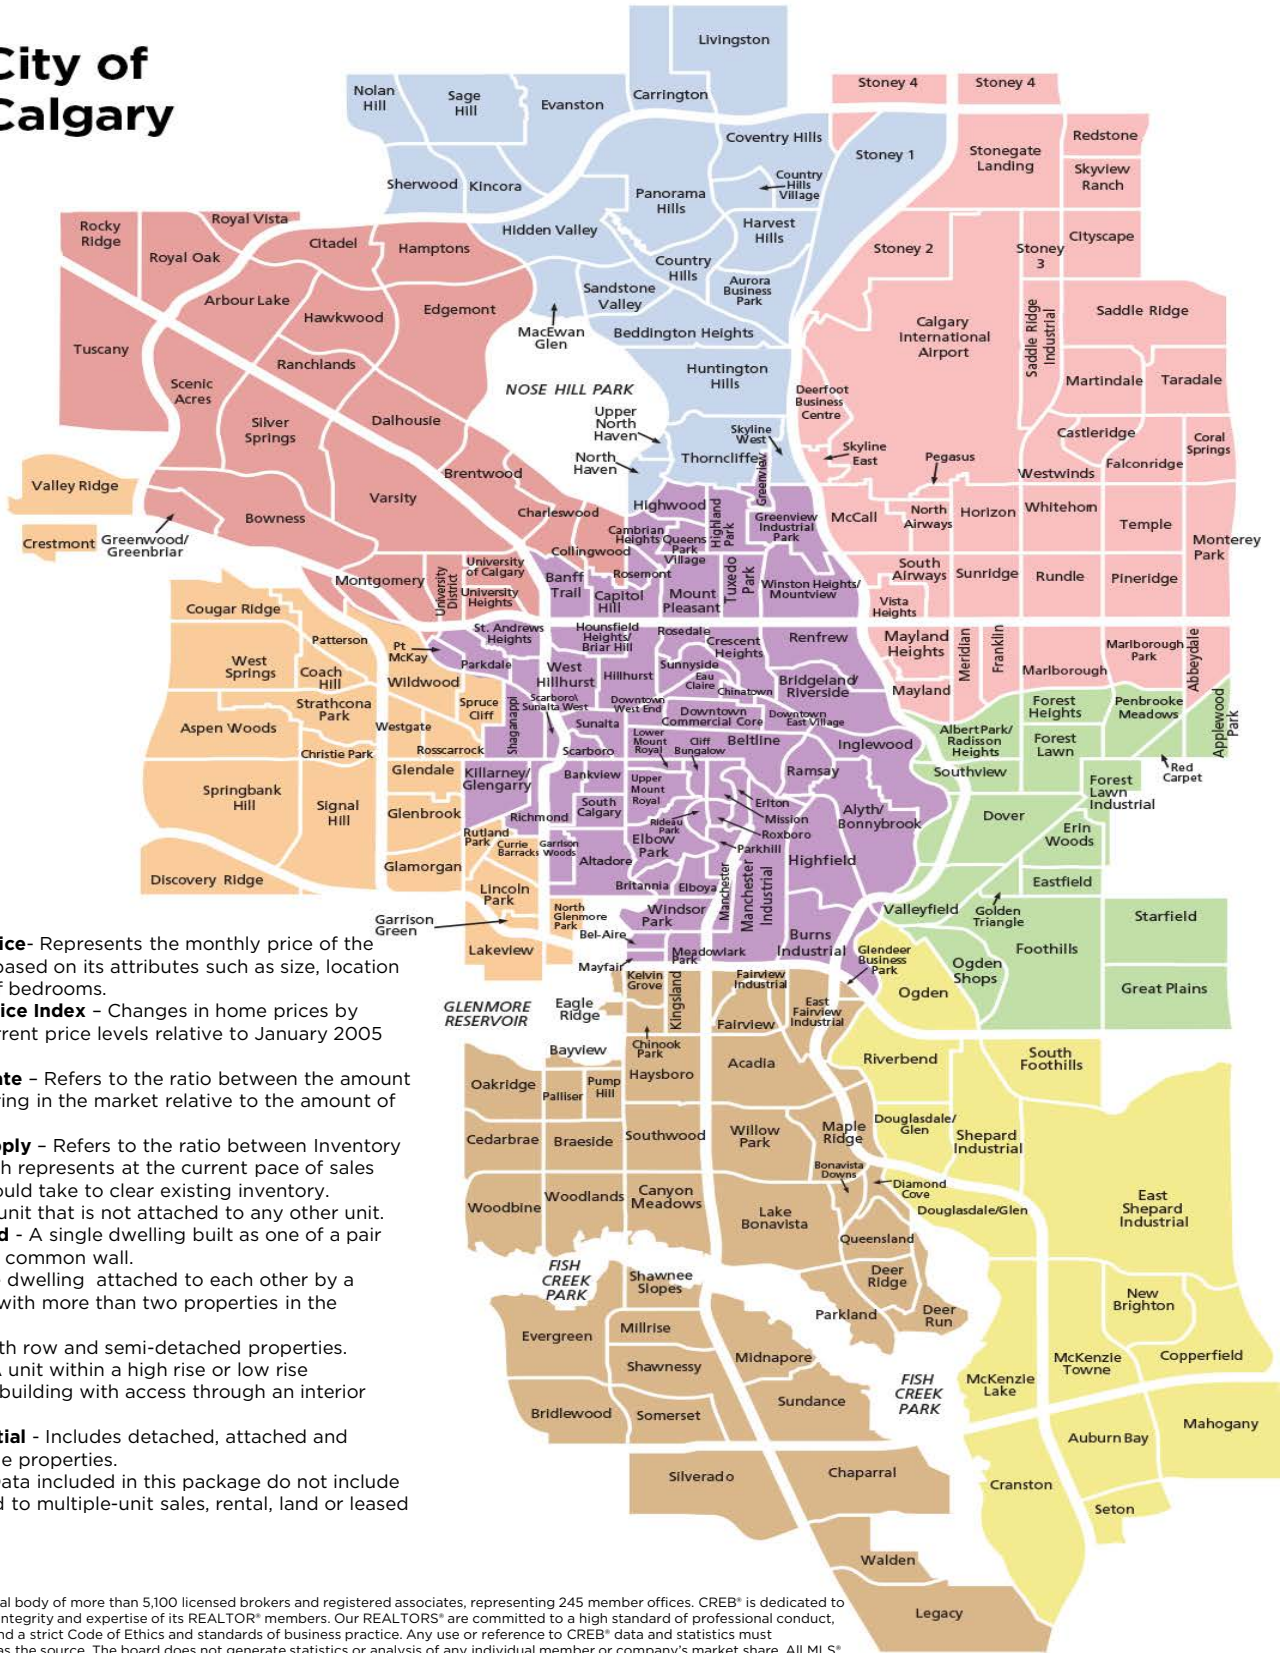 City of
Calgary
Livingston
Nolan
Hill
Sage
Hill
Evanston
Carrington
Stoney 4
Stoney 4
Coventry Hills
Stoney 1
Stonegate
Landing
Redstone
Skyview
Ranch
Sherwood
Kincora
Panorama
Hills
Country
Hills
Village
Harvest
Hills
Hidden Valley
Country
Hills
Stoney 2
Stoney
3
Cityscape
Rocky
Ridge
Royal Vista
Royal Oak
Citadel
Hamptons
Sandstone
Valley
Aurora
Business
Park
Arbour Lake
Hawkwood
Edgemont
MacEwan
Glen
Beddington Heights
Calgary
International
Airport
Saddle Ridge
Industrial
Saddle Ridge
Tuscany
Ranchlands
NOSE HILL PARK
Huntington
Hills
Deerfoot
Business
Centre
Martindale
Taradale
Scenic
Acres
Silver
Springs
Dalhousie
Upper
North
Haven
Skyline
West
Skyline
East
Castleridge
Coral
Springs
North
Haven
Thorncliffe
Greenview
Pegasus
Westwinds
Falconridge
Valley Ridge
Brentwood
Varsity
Highwood
Highland
Park
Greenview
Industrial
Park
McCall
North
Airways
Horizon
Whitehorn
Temple
Monterey
Park
Crestmont
Greenwood/
Greenbriar
Bowness
Charleswood
Cambrian
Heights
Queens
Park
Village
Collingwood
University
of Calgary
Rosemont
Montgomery
University
District
University
Heights
Banff
Trail
Capitol
Hill
Mount
Pleasant
Tuxedo
Park
Winston Heights/
Mountview
South
Airways
Sunridge
Rundle
Pineridge
Vista
Heights
Cougar Ridge
Patterson
Pt
McKay
St. Andrews
Heights
Hounsfield
Heights/
Briar Hill
Rosedale
Crescent
Heights
Renfrew
Mayland
Heights
Meridian
Franklin
Marlborough
Park
Abbeydale
West
Springs
Coach
Hill
Wildwood
Parkdale
West
Hillhurst
Hillhurst
Sunnyside
Eau
Claire
Chinatown
Bridgeland/
Riverside
Mayland
Marlborough
Strathcona
Park
Spruce
Cliff
Shaganappi
Scarboro\
Sunalta West
Downtown
West End
Downtown
Commercial Core
Downtown
East Village
Forest
Heights
Penbrooke
Meadows
Applewood
Park
Aspen Woods
Westgate
Sunalta
Lower
Mount
Royal
Cliff
Bungalow
Beltline
Inglewood
Albert Park/
Radisson
Heights
Forest
Lawn
Christie Park
Rosscarrock
Scarboro
Red
Carpet
Glendale
Killarney/
Glengarry
Bankview
Upper
Mount
Royal
Ramsay
Southview
Forest
Lawn
Industrial
Springbank
Hill
Signal
Hill
Glenbrook
Richmond
South
Calgary
Erlton
Mission
Alyth/
Bonnybrook
Dover
Rideau
Park
Roxboro
Rutland
Park
Currie
Barracks
Garrison
Woods
Elbow
Park
Parkhill
Erin
Woods
Glamorgan
Altadore
Highfield
Discovery Ridge
Lincoln
Park
Britannia
Elboya
Manchester
Manchester
Industrial
Eastfield
Garrison
Green
North
Glenmore
Park
Windsor
Park
Valleyfield
Golden
Triangle
Starfield
Bel-Aire
Burns
Industrial
Lakeview
Mayfair
Meadowlark
Park
Glendeer
Business
Park
Foothills
Ogden
Shops
Kelvin
Grove
Kingsland
Fairview
Industrial
Ogden
Great Plains
GLENMORE
RESERVOIR
Eagle
Ridge
Fairview
East
Fairview
Industrial
Bayview
Chinook
Park
Acadia
Riverbend
South
Foothills
Oakridge
Palliser
Pump
Hill
Haysboro
Cedarbrae
Braeside
Southwood
Willow
Park
Maple
Ridge
Douglasdale/
Glen
Shepard
Industrial
Bonavista
Downs
Diamond
Cove
Woodbine
Woodlands
Canyon
Meadows
Lake
Bonavista
Douglasdale/Glen
East
Shepard
Industrial
Queensland
FISH
CREEK
PARK
Shawnee
Slopes
Deer
Ridge
Parkland
Deer
Run
New
Brighton
Evergreen
Millrise
Shawnessy
Midnapore
FISH
CREEK
PARK
McKenzie
Lake
McKenzie
Towne
Copperfield
Bridlewood
Somerset
Sundance
Auburn Bay
Mahogany
Silverado
Chaparral
Cranston
Seton
Walden
Legacy
ice- Represents the monthly price of the
based on its attributes such as size, location
f bedrooms.
ice Index – Changes in home prices by
rrent price levels relative to January 2005
ate – Refers to the ratio between the amount
ring in the market relative to the amount of
pply – Refers to the ratio between Inventory
h represents at the current pace of sales
ould take to clear existing inventory.
unit that is not attached to any other unit.
d - A single dwelling built as one of a pair
common wall.
dwelling attached to each other by a
with more than two properties in the
th row and semi-detached properties.
A unit within a high rise or low rise
building with access through an interior
tial - Includes detached, attached and
e properties.
Data included in this package do not include
d to multiple-unit sales, rental, land or leased
al body of more than 5,100 licensed brokers and registered associates, representing 245 member offices. CREB® is dedicated to
integrity and expertise of its REALTOR® members. Our REALTORS® are committed to a high standard of professional conduct,
nd a strict Code of Ethics and standards of business practice. Any use or reference to CREB® data and statistics must
as the source. The board does not generate statistics or analysis of any individual member or company's market share. All MLS®